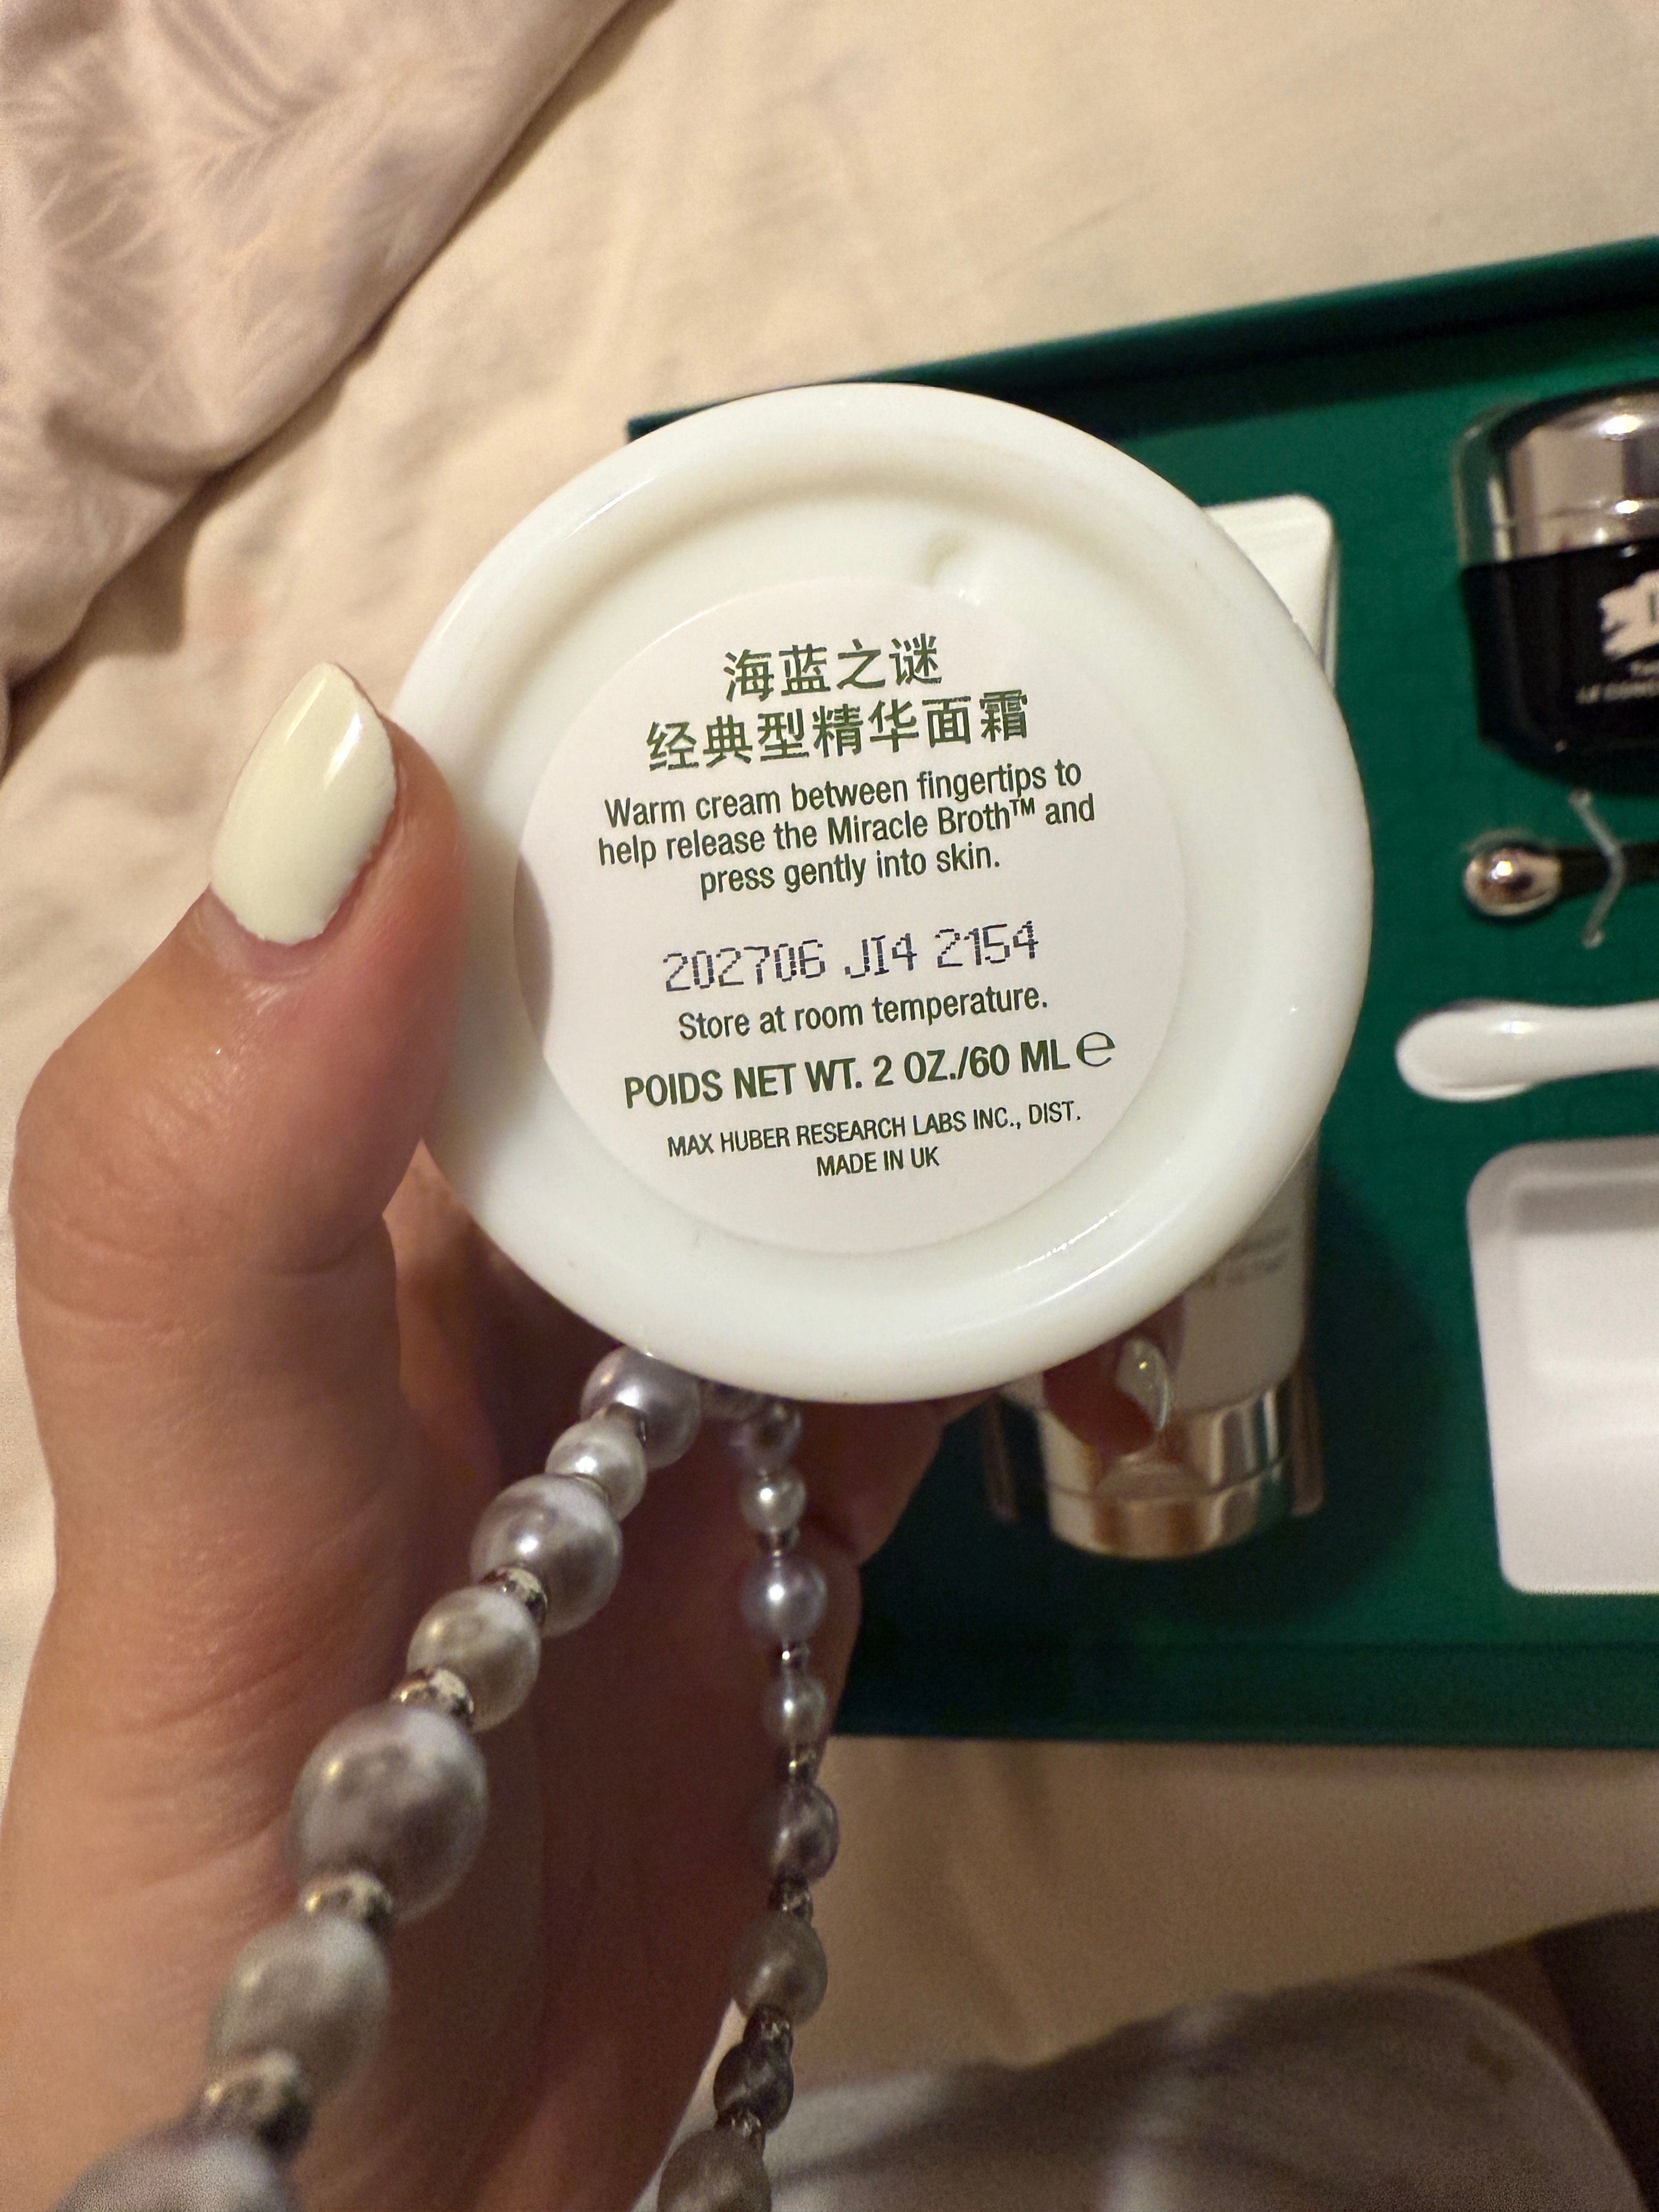 海蓝之谜
经典型精华面霜
Warm cream between fingertips to
help release the Miracle Broth™ and
press gently into skin.
202706 JI4 2154
Store at room temperature.
POIDS NET WT. 2 OZ./60 ML ℮
MAX HUBER RESEARCH LABS INC., DIST.
MADE IN UK